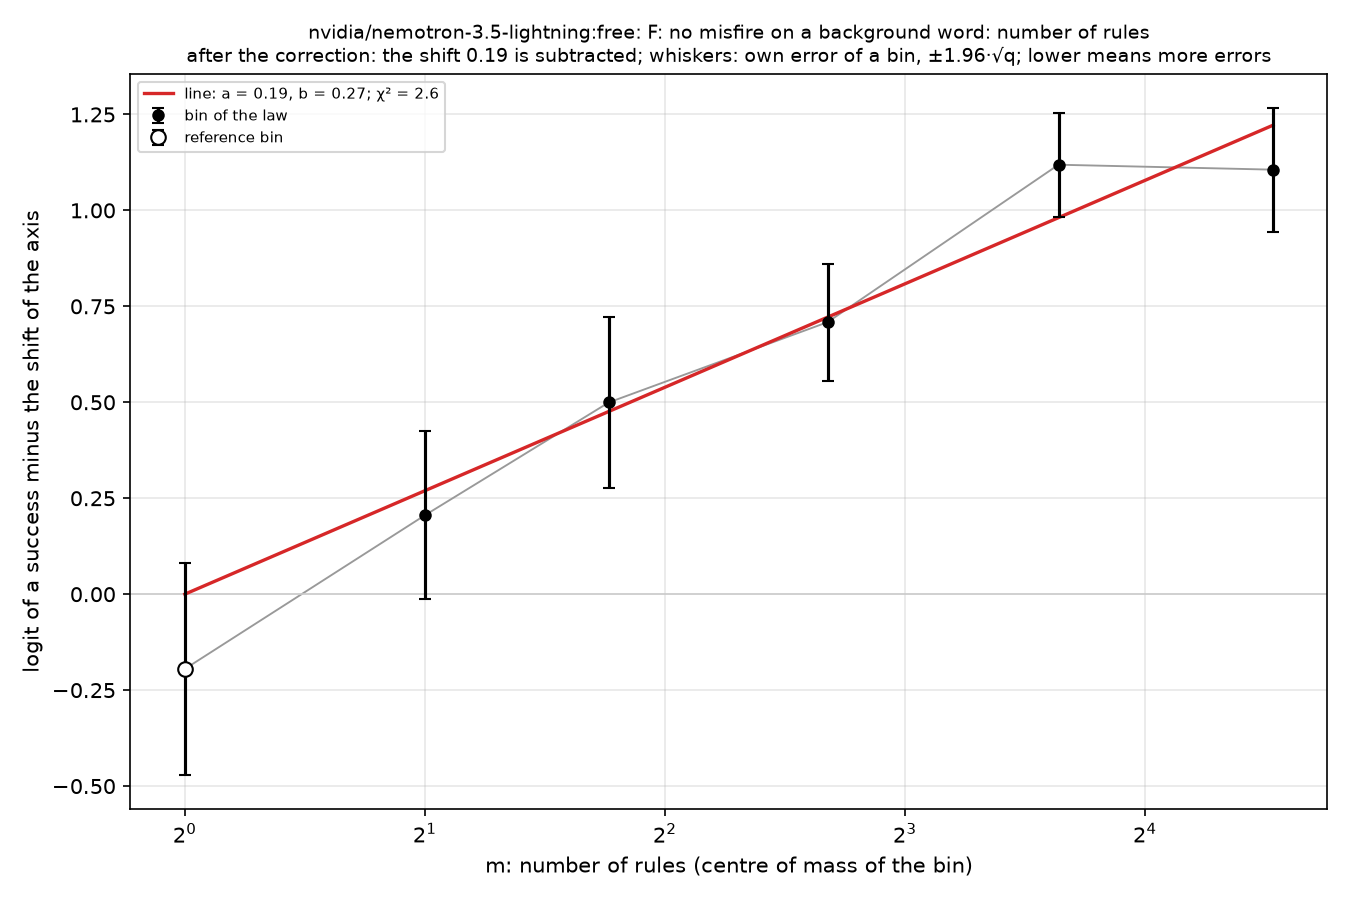 nvidia/nemotron-3.5-lightning:free: F: no misfire on a background word: number of rules
after the correction: the shift 0.19 is subtracted; whiskers: own error of a bin, ±1.96·√q; lower means more errors
line: a = 0.19, b = 0.27; χ² = 2.6
bin of the law
reference bin
logit of a success minus the shift of the axis
1.25
1.00
0.75
0.50
0.25
0.00
−0.25
−0.50
2⁰ 2¹ 2² 2³ 2⁴
m: number of rules (centre of mass of the bin)